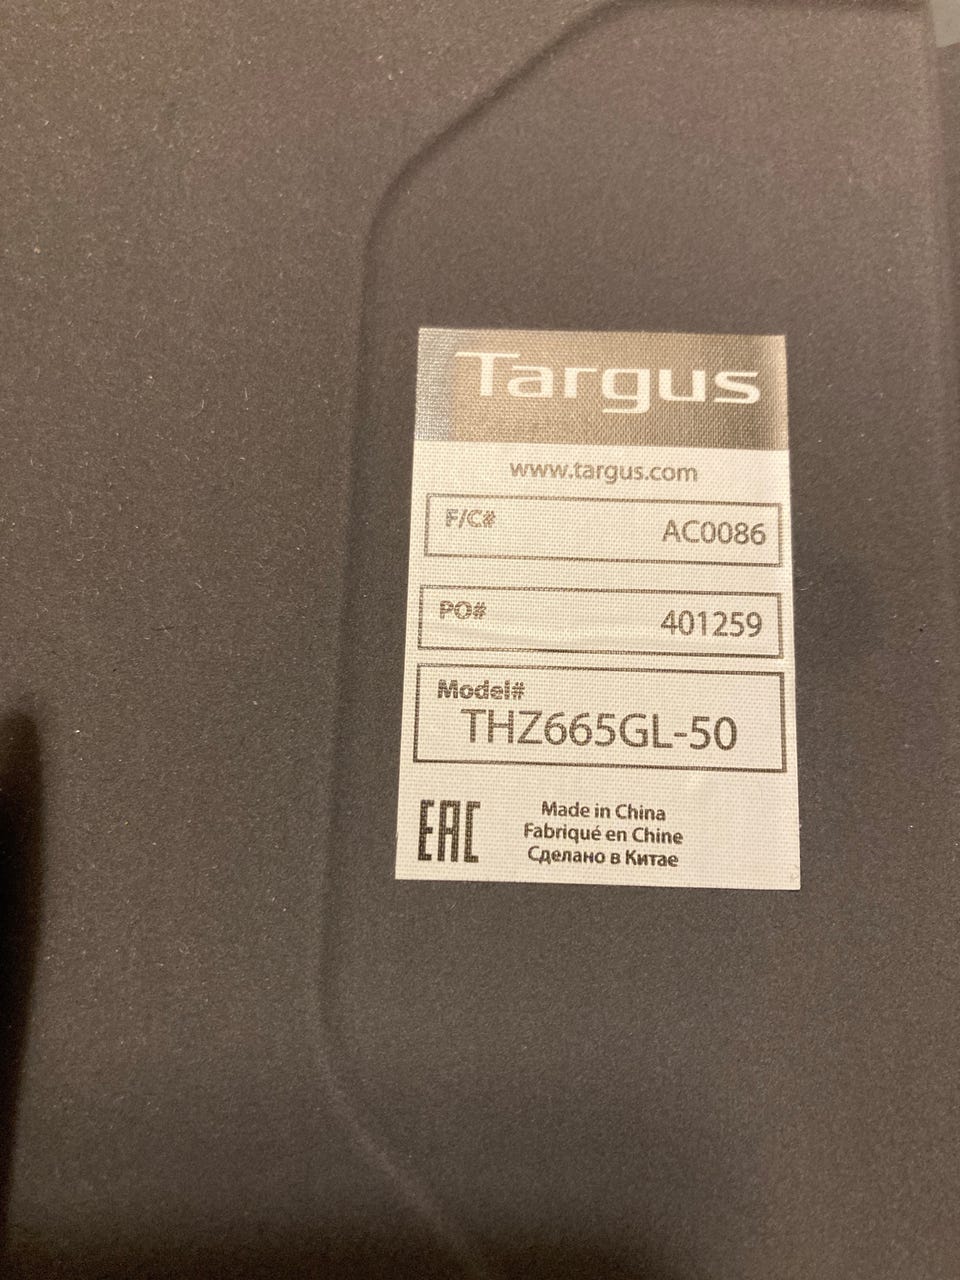 Targus
www.targus.com
F/C# AC0086
PO# 401259
Model#
THZ665GL-50
EAC
Made in China
Fabriqué en Chine
Сделано в Китае